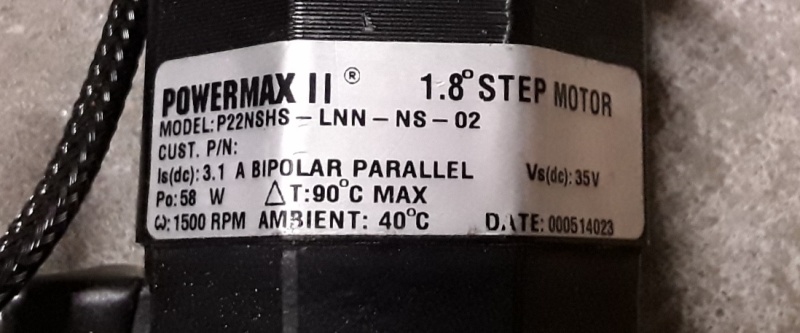 POWERMAX II ® 1.8° STEP MOTOR
MODEL: P22NSHS - LNN - NS - 02
CUST. P/N:
Is(dc): 3.1 A BIPOLAR PARALLEL Vs(dc): 35V
Po: 58 W △T: 90°C MAX
ω: 1500 RPM AMBIENT: 40°C DATE: 000514023